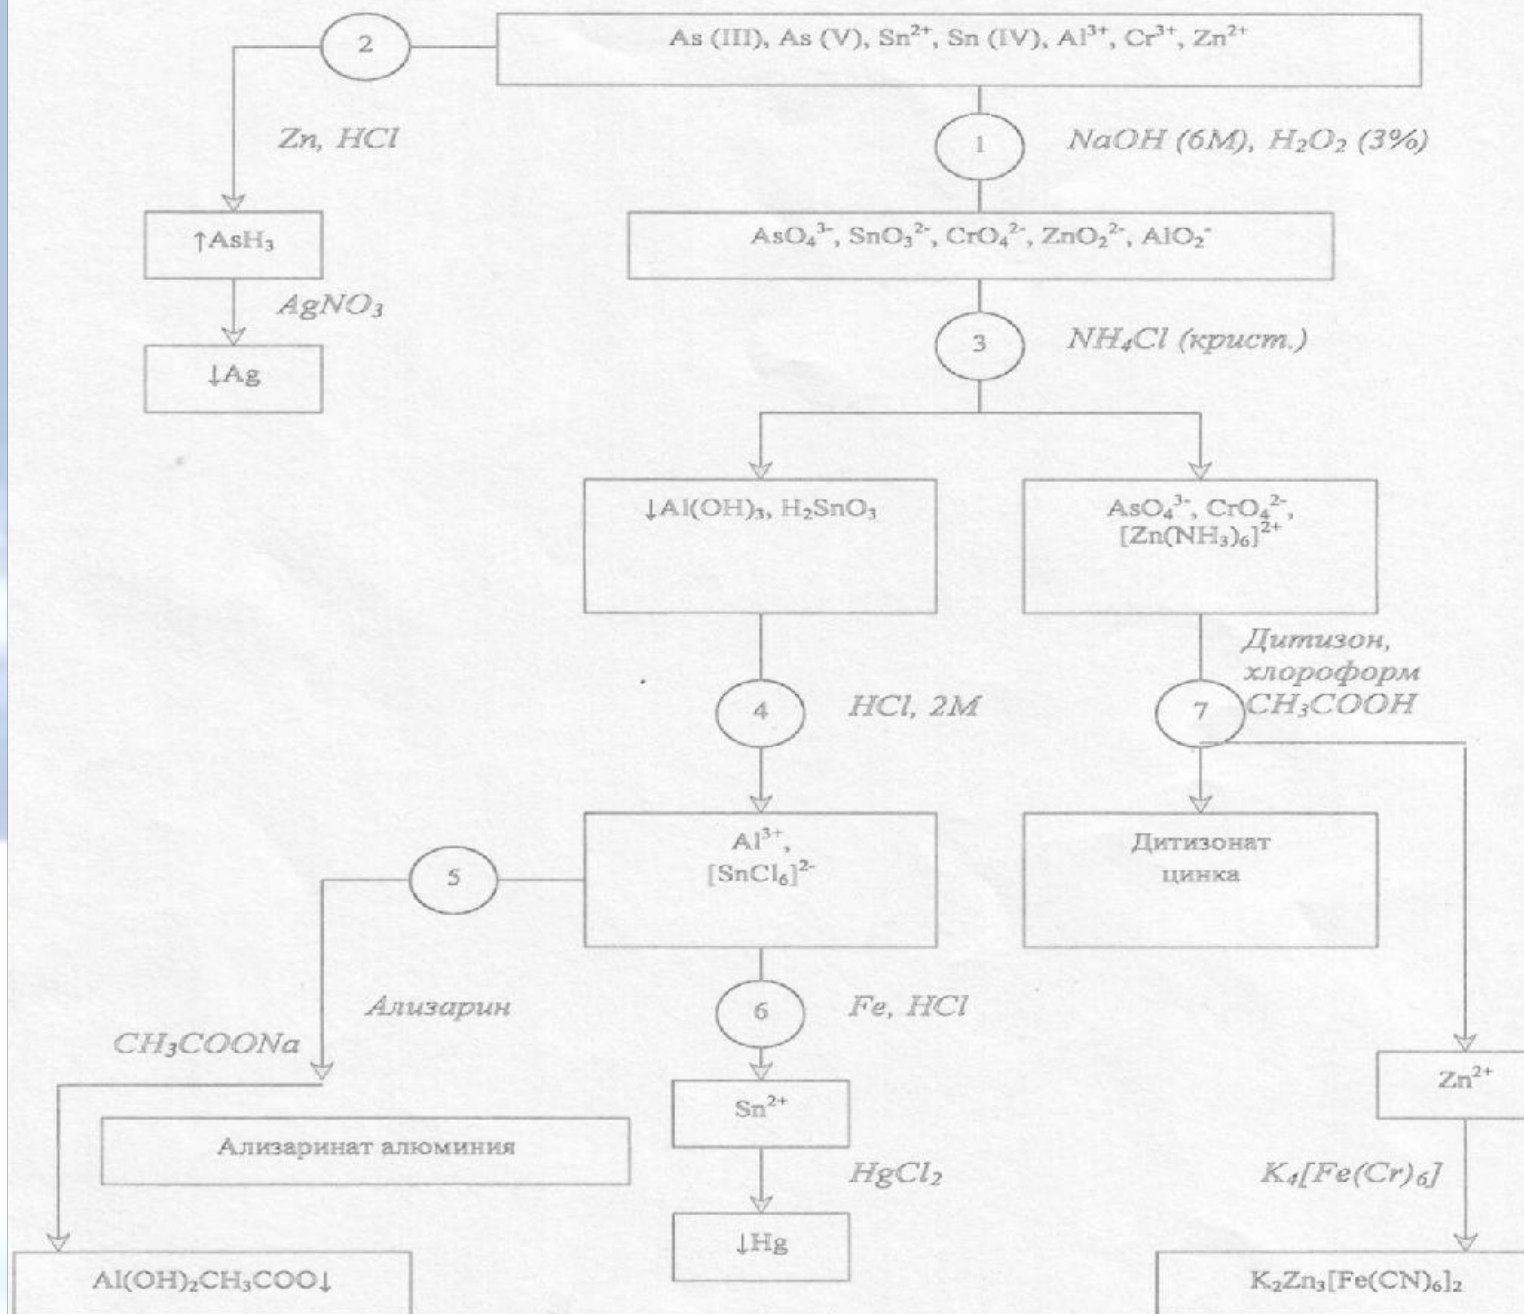 2
As (III), As (V), Sn²⁺, Sn (IV), Al³⁺, Cr³⁺, Zn²⁺
Zn, HCl
1
NaOH (6M), H₂O₂ (3%)
↑AsH₃
AsO₄³⁻, SnO₃²⁻, CrO₄²⁻, ZnO₂²⁻, AlO₂⁻
AgNO₃
3
NH₄Cl (крист.)
↓Ag
↓Al(OH)₃, H₂SnO₃
AsO₄³⁻, CrO₄²⁻,
[Zn(NH₃)₆]²⁺
Дитизон,
хлороформ
CH₃COOH
4
HCl, 2M
7
Al³⁺,
[SnCl₆]²⁻
Дитизонат
цинка
5
Ализарин
CH₃COONa
6
Fe, HCl
Sn²⁺
Zn²⁺
Ализаринат алюминия
HgCl₂
K₄[Fe(Cr)₆]
↓Hg
Al(OH)₂CH₃COO↓
K₂Zn₃[Fe(CN)₆]₂